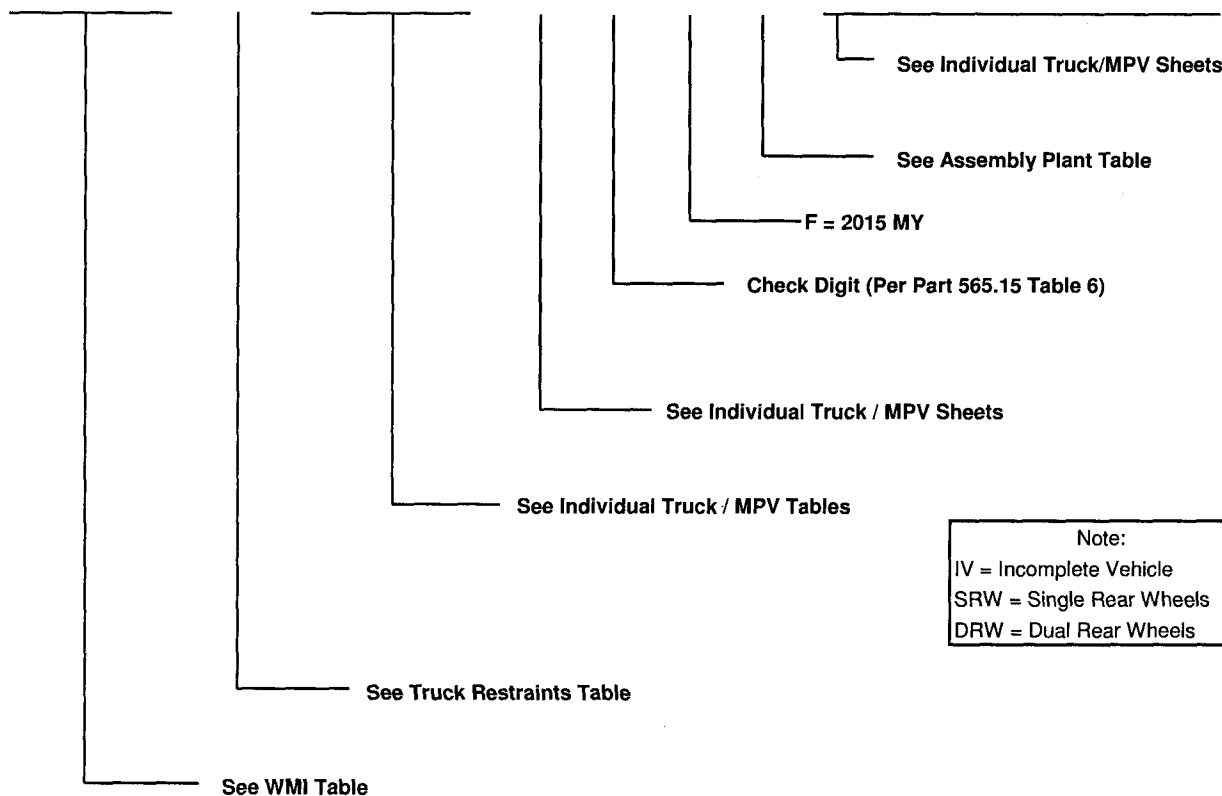 See Individual Truck/MPV Sheets
See Assembly Plant Table
F = 2015 MY
Check Digit (Per Part 565.15 Table 6)
See Individual Truck / MPV Sheets
See Individual Truck / MPV Tables
Note:
IV = Incomplete Vehicle
SRW = Single Rear Wheels
DRW = Dual Rear Wheels
See Truck Restraints Table
See WMI Table